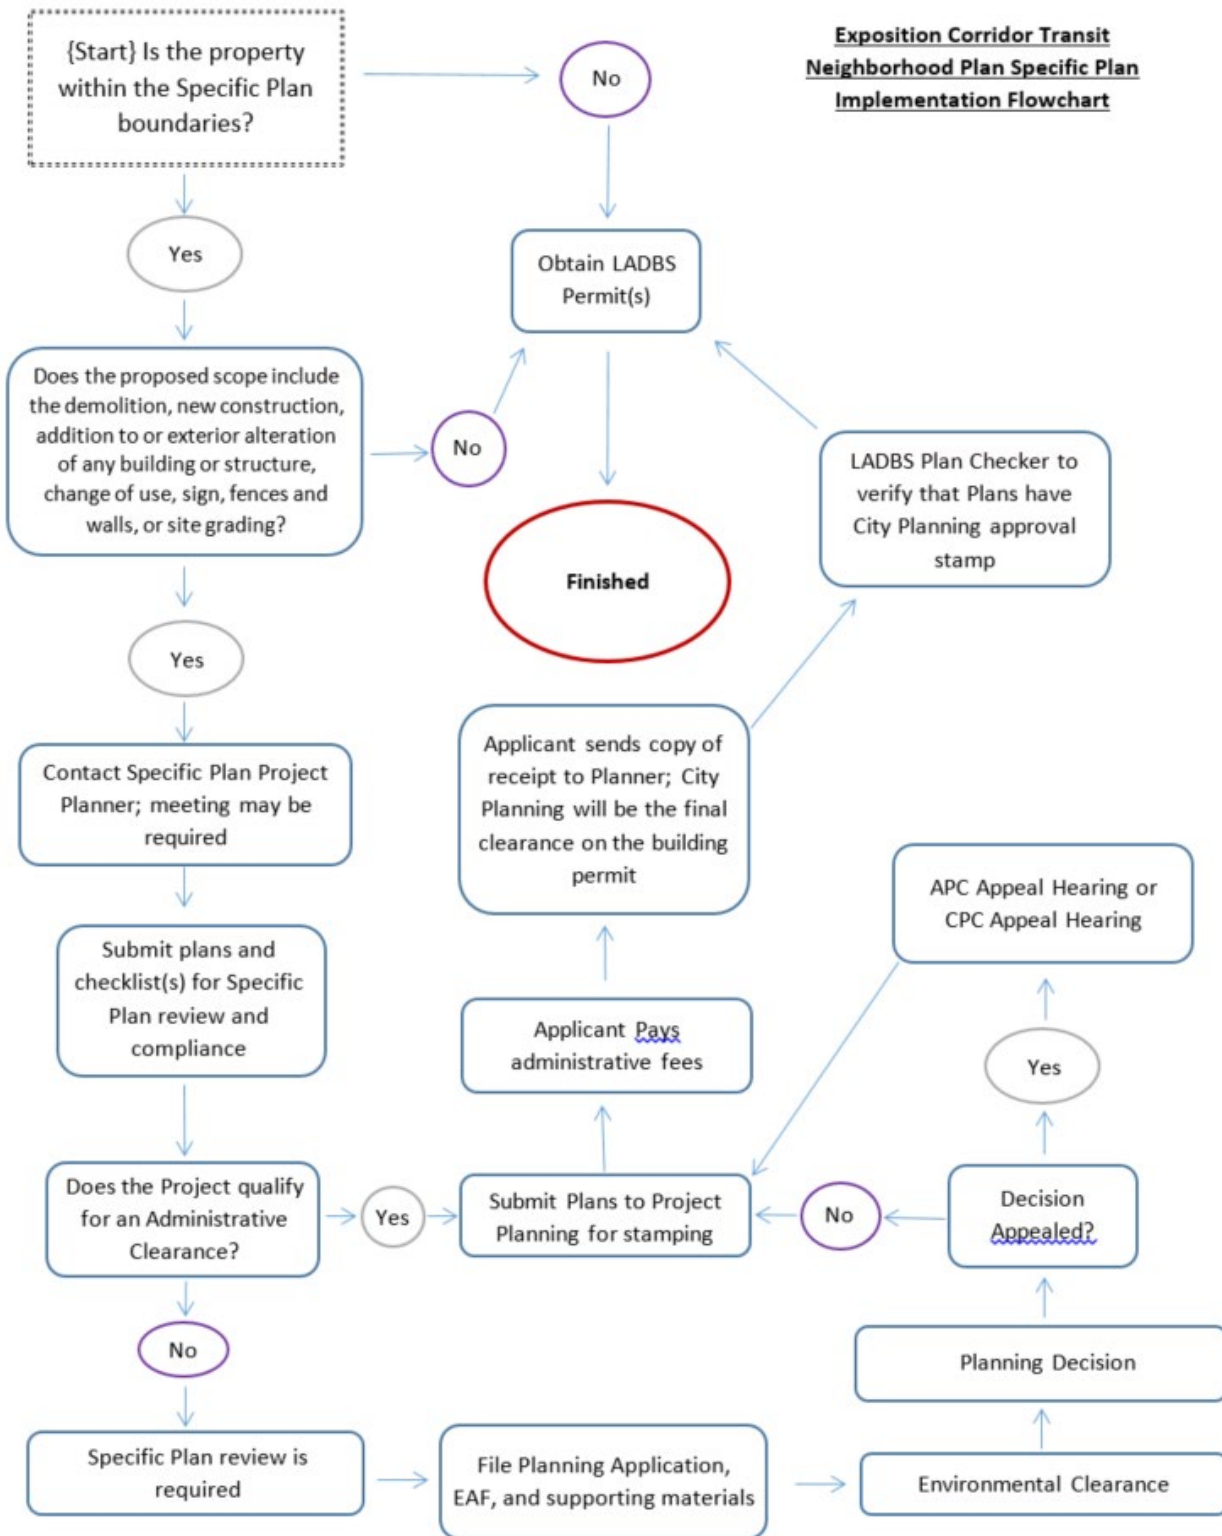 Exposition Corridor Transit
Neighborhood Plan Specific Plan
Implementation Flowchart
{Start} Is the property
within the Specific Plan
boundaries?
No
Yes
Obtain LADBS
Permit(s)
Does the proposed scope include
the demolition, new construction,
addition to or exterior alteration
of any building or structure,
change of use, sign, fences and
walls, or site grading?
No
LADBS Plan Checker to
verify that Plans have
City Planning approval
stamp
Finished
Yes
Contact Specific Plan Project
Planner; meeting may be
required
Applicant sends copy of
receipt to Planner; City
Planning will be the final
clearance on the building
permit
APC Appeal Hearing or
CPC Appeal Hearing
Submit plans and
checklist(s) for Specific
Plan review and
compliance
Applicant Pays
administrative fees
Yes
Does the Project qualify
for an Administrative
Clearance?
Yes
Submit Plans to Project
Planning for stamping
No
Decision
Appealed?
No
Planning Decision
Specific Plan review is
required
File Planning Application,
EAF, and supporting materials
Environmental Clearance